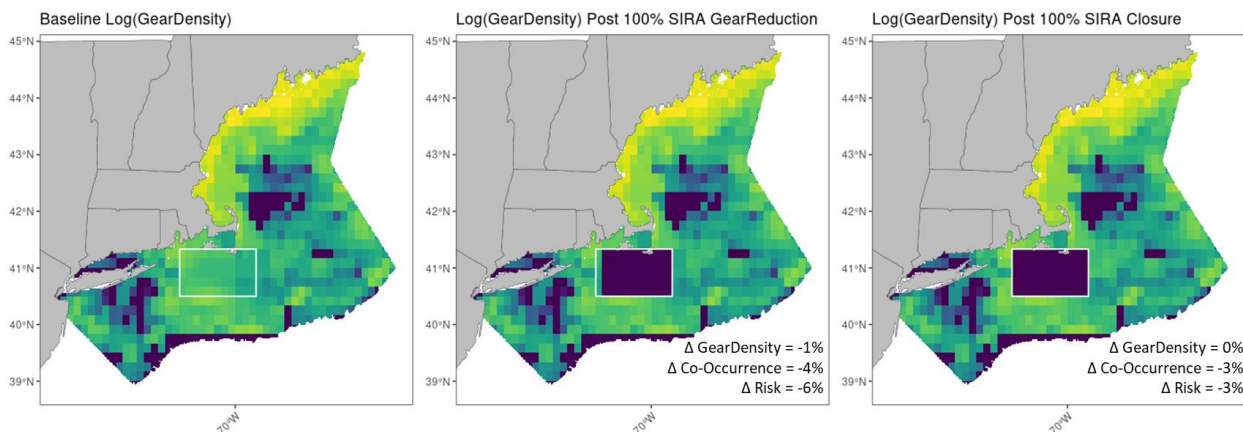 Baseline Log(GearDensity)
45°N
44°N
43°N
42°N
41°N
40°N
39°N
70°W
Log(GearDensity) Post 100% SIRA GearReduction
Δ GearDensity = -1%
Δ Co-Occurrence = -4%
Δ Risk = -6%
45°N
44°N
43°N
42°N
41°N
40°N
39°N
70°W
Log(GearDensity) Post 100% SIRA Closure
Δ GearDensity = 0%
Δ Co-Occurrence = -3%
Δ Risk = -3%
45°N
44°N
43°N
42°N
41°N
40°N
39°N
70°W